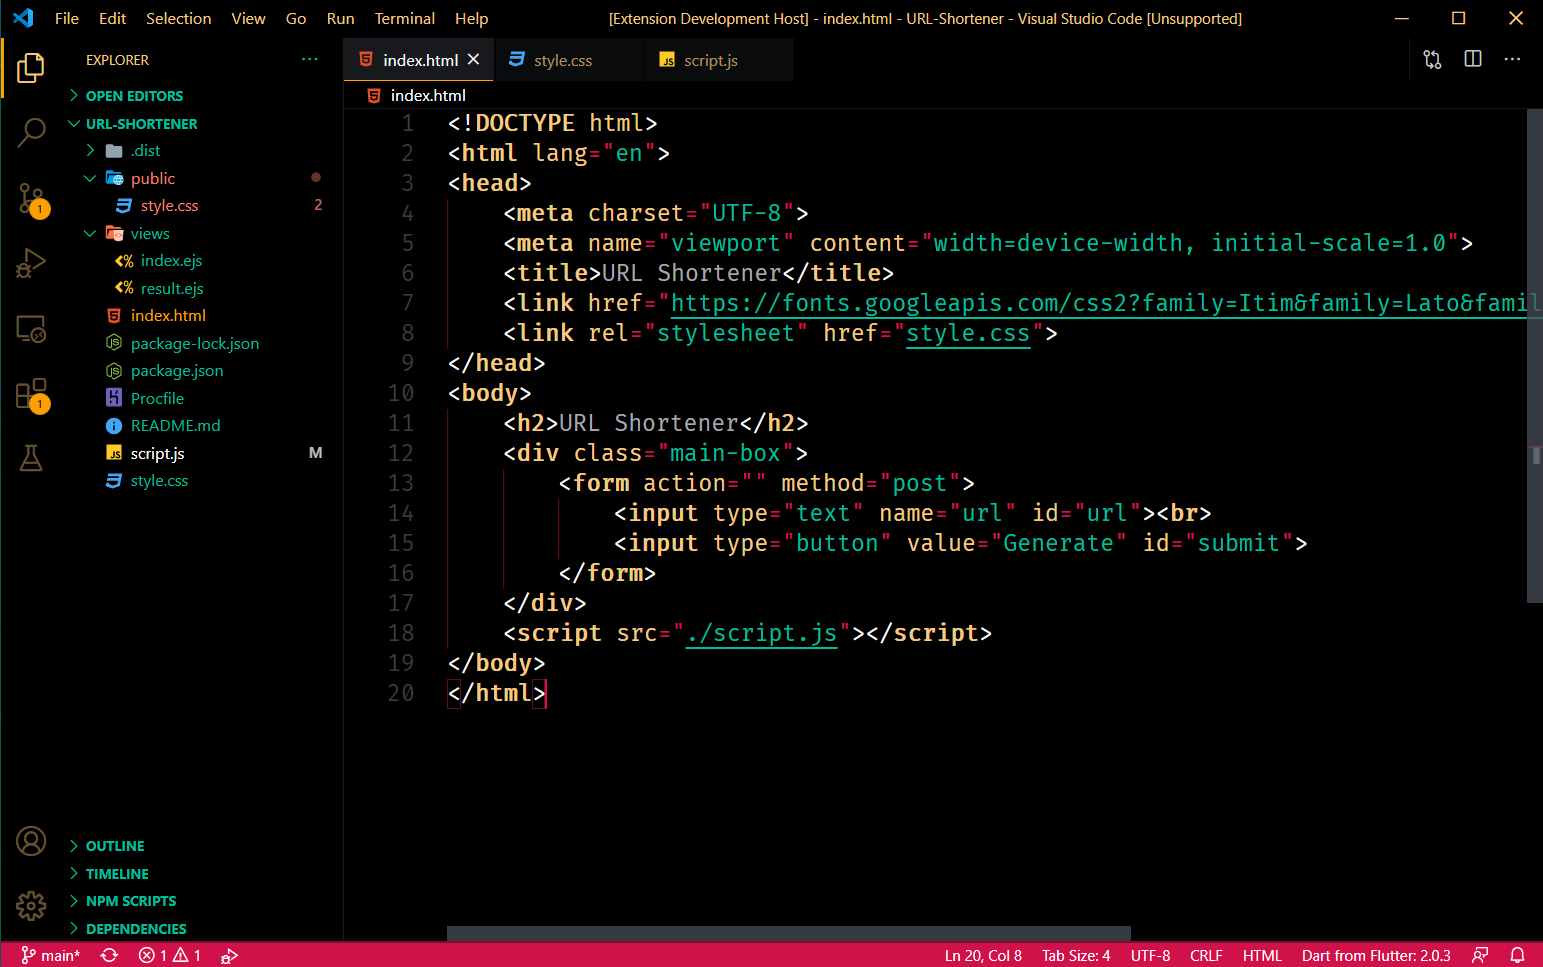 File Edit Selection View Go Run Terminal Help [Extension Development Host] - index.html - URL-Shortener - Visual Studio Code [Unsupported]
EXPLORER
OPEN EDITORS
URL-SHORTENER
.dist
public
style.css 2
views
index.ejs
result.ejs
index.html
package-lock.json
package.json
Procfile
README.md
script.js M
style.css
1
1
OUTLINE
TIMELINE
NPM SCRIPTS
DEPENDENCIES
index.html style.css script.js
index.html
1 <!DOCTYPE html>
2 <html lang="en">
3 <head>
4 <meta charset="UTF-8">
5 <meta name="viewport" content="width=device-width, initial-scale=1.0">
6 <title>URL Shortener</title>
7 <link href="https://fonts.googleapis.com/css2?family=Itim&family=Lato&famil
8 <link rel="stylesheet" href="style.css">
9 </head>
10 <body>
11 <h2>URL Shortener</h2>
12 <div class="main-box">
13 <form action="" method="post">
14 <input type="text" name="url" id="url"><br>
15 <input type="button" value="Generate" id="submit">
16 </form>
17 </div>
18 <script src="./script.js"></script>
19 </body>
20 </html>
main* 1 1 Ln 20, Col 8 Tab Size: 4 UTF-8 CRLF HTML Dart from Flutter: 2.0.3